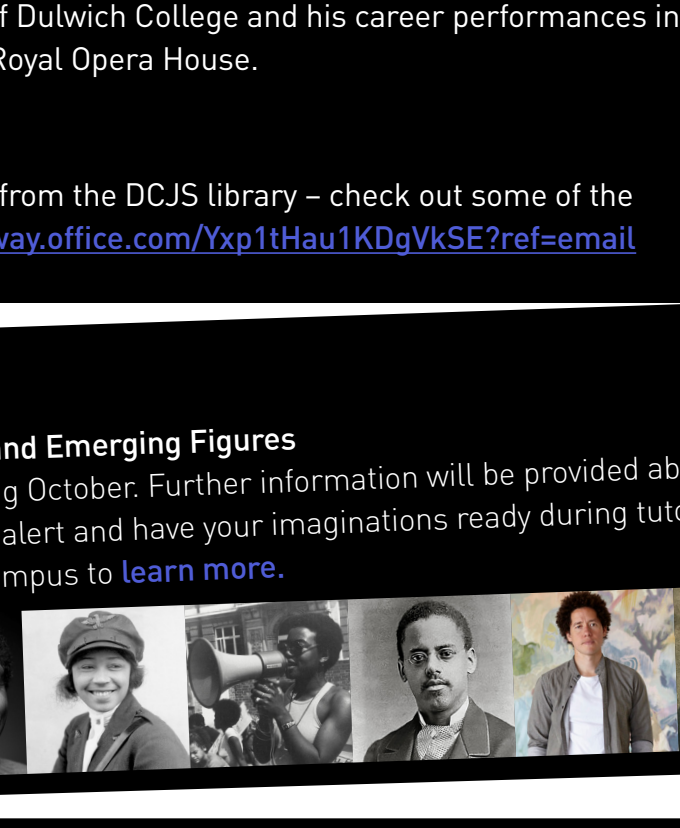 f Dulwich College and his career performances in
Royal Opera House.
from the DCJS library – check out some of the
way.office.com/Yxp1tHau1KDgVkSE?ref=email
and Emerging Figures
g October. Further information will be provided ab
alert and have your imaginations ready during tuto
mpus to learn more.